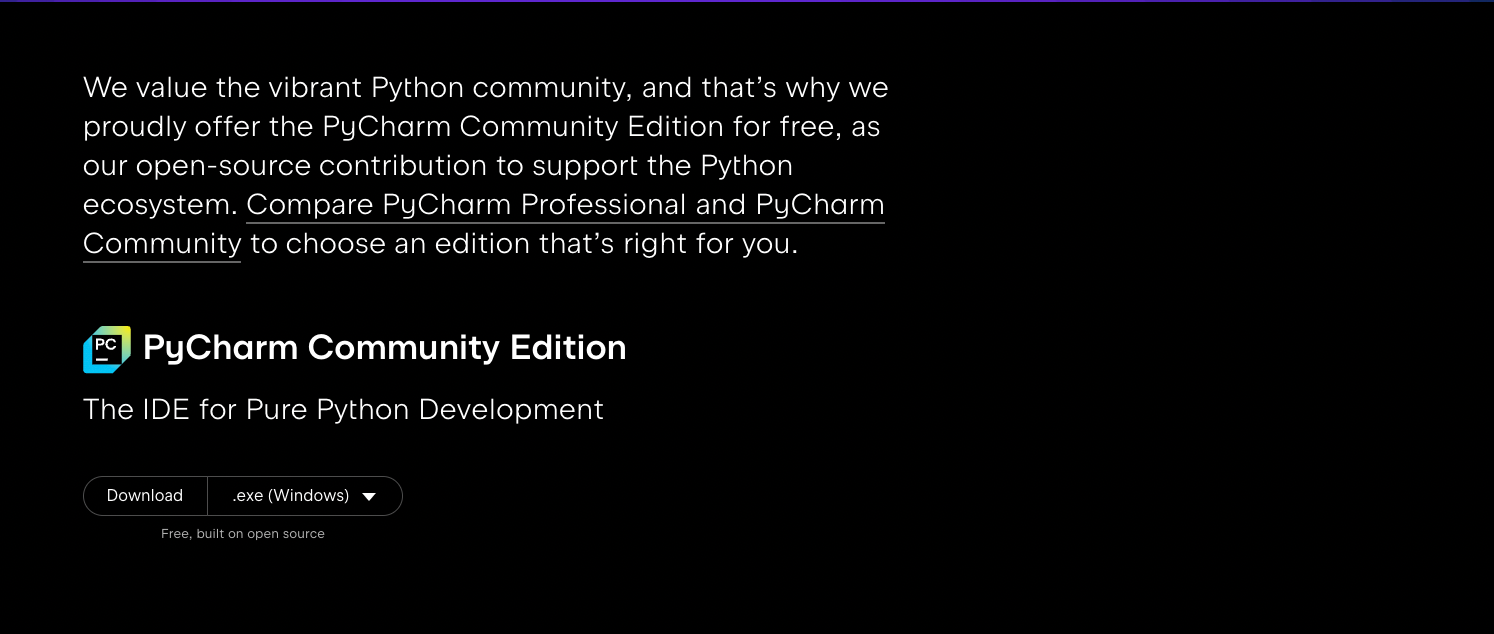 We value the vibrant Python community, and that’s why we
proudly offer the PyCharm Community Edition for free, as
our open-source contribution to support the Python
ecosystem. Compare PyCharm Professional and PyCharm
Community to choose an edition that’s right for you.
PC
PyCharm Community Edition
The IDE for Pure Python Development
Download .exe (Windows)
Free, built on open source